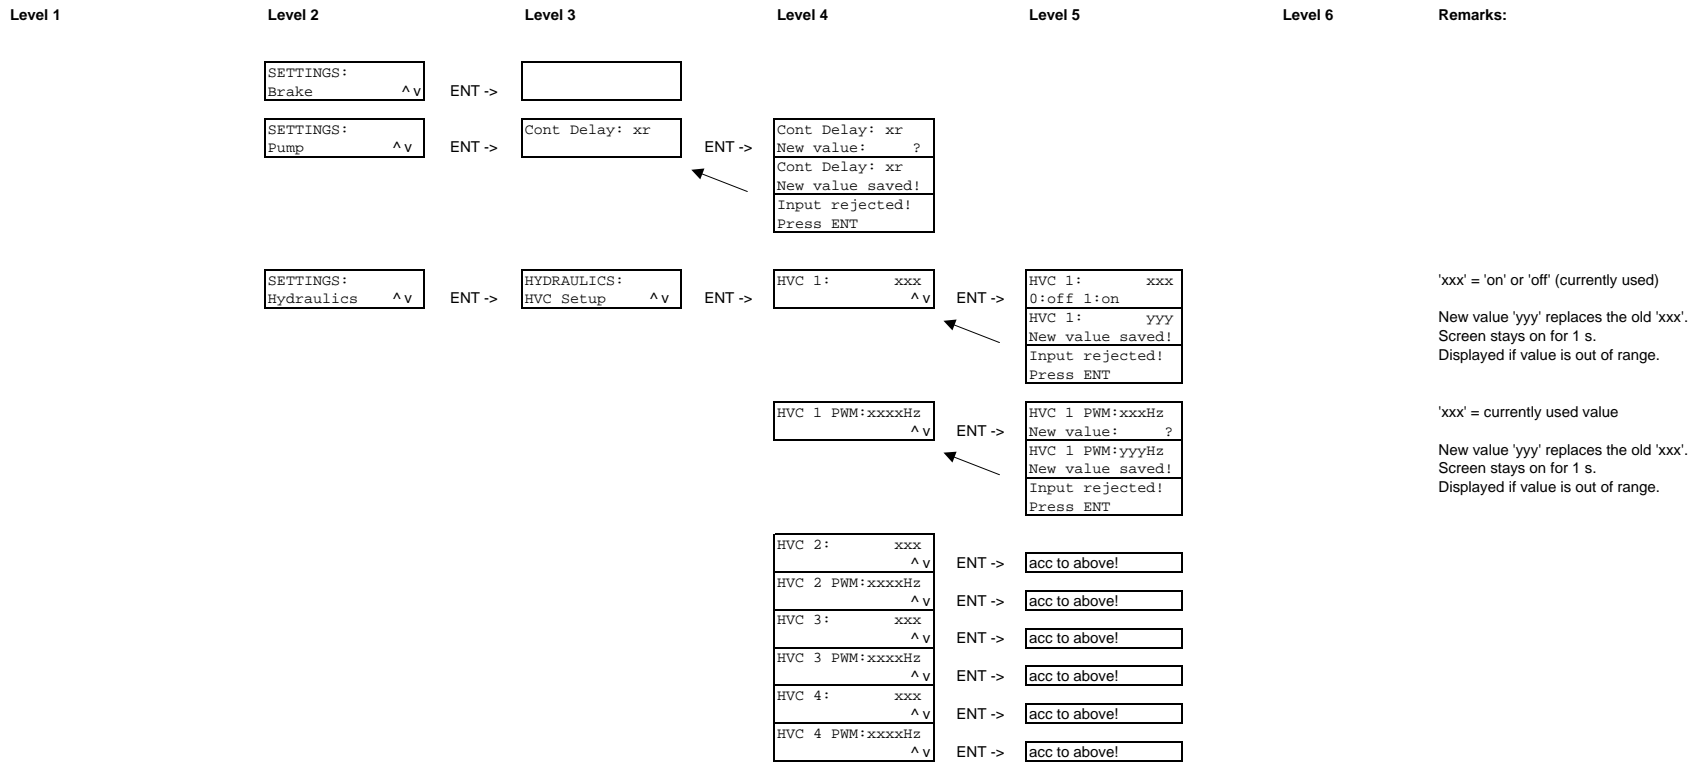 Level 1 Level 2 Level 3 Level 4 Level 5 Level 6 Remarks:
SETTINGS:
Brake ^ v ENT ->
SETTINGS: Cont Delay: xr Cont Delay: xr
Pump ^ v ENT -> ENT -> New value: ?
Cont Delay: xr
New value saved!
Input rejected!
Press ENT
SETTINGS: HYDRAULICS: HVC 1: xxx HVC 1: xxx 'xxx' = 'on' or 'off' (currently used)
Hydraulics ^ v ENT -> HVC Setup ^ v ENT -> ^ v ENT -> 0:off 1:on
HVC 1: yyy New value 'yyy' replaces the old 'xxx'.
New value saved! Screen stays on for 1 s.
Input rejected! Displayed if value is out of range.
Press ENT
HVC 1 PWM:xxxxHz HVC 1 PWM:xxxHz 'xxx' = currently used value
^ v ENT -> New value: ?
HVC 1 PWM:yyyHz New value 'yyy' replaces the old 'xxx'.
New value saved! Screen stays on for 1 s.
Input rejected! Displayed if value is out of range.
Press ENT
HVC 2: xxx
^ v ENT -> acc to above!
HVC 2 PWM:xxxxHz
^ v ENT -> acc to above!
HVC 3: xxx
^ v ENT -> acc to above!
HVC 3 PWM:xxxxHz
^ v ENT -> acc to above!
HVC 4: xxx
^ v ENT -> acc to above!
HVC 4 PWM:xxxxHz
^ v ENT -> acc to above!